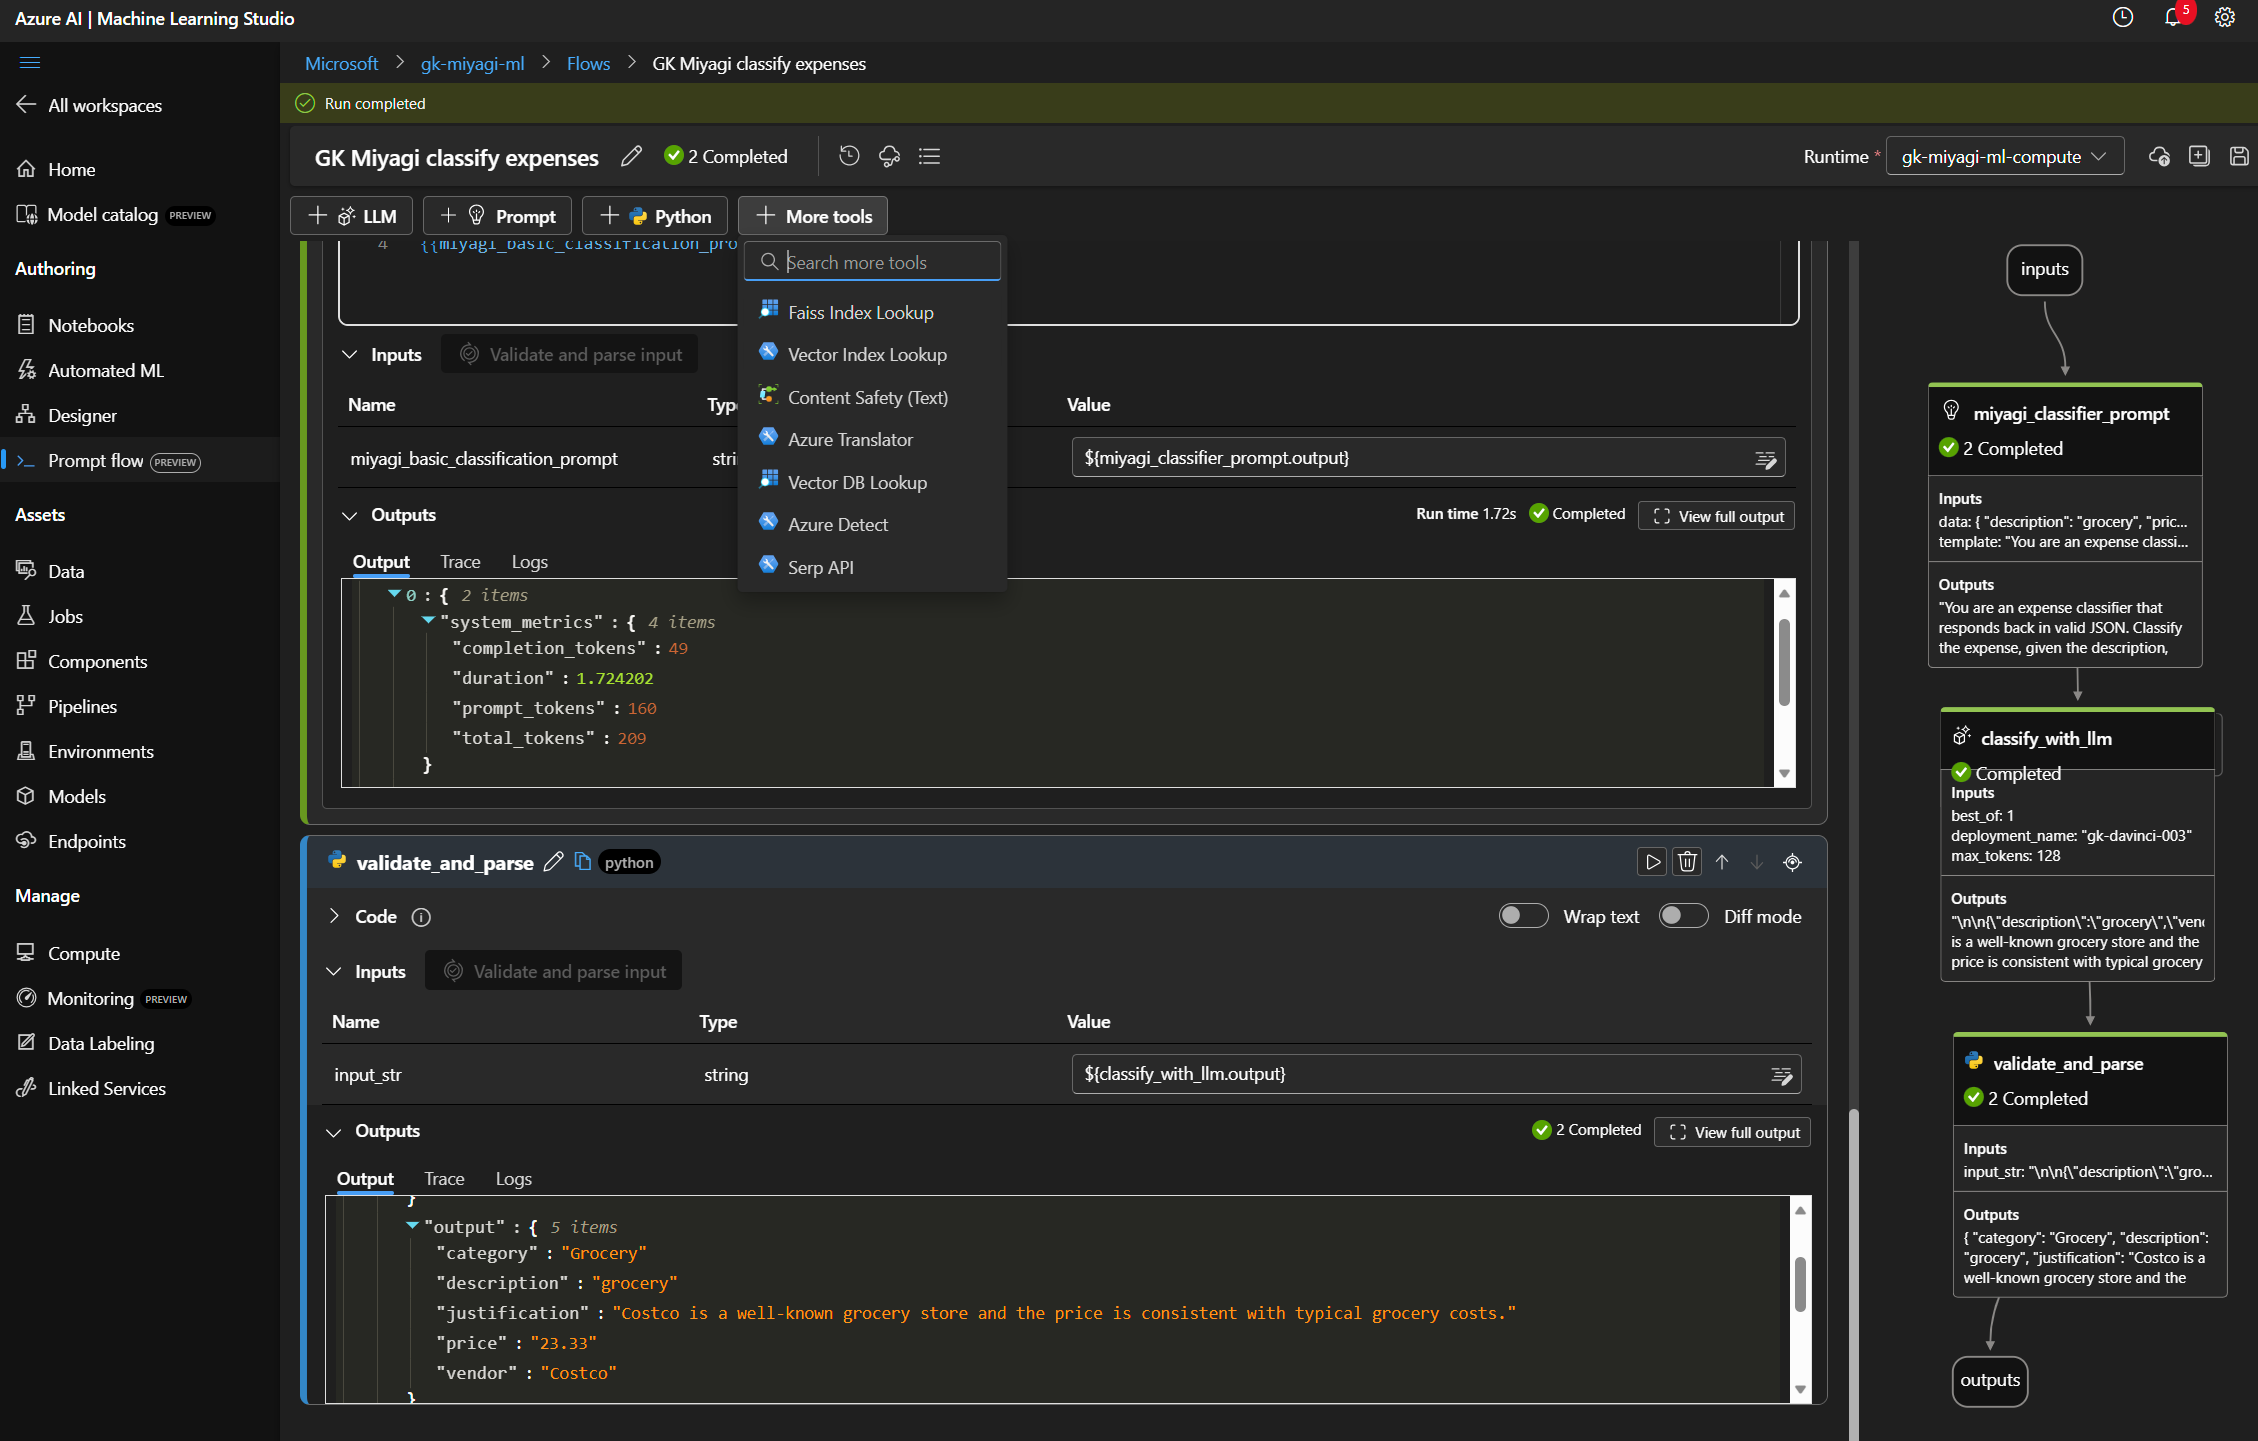 Azure AI | Machine Learning Studio
5
All workspaces
Home
Model catalog PREVIEW
Authoring
Notebooks
Automated ML
Designer
Prompt flow PREVIEW
Assets
Data
Jobs
Components
Pipelines
Environments
Models
Endpoints
Manage
Compute
Monitoring PREVIEW
Data Labeling
Linked Services
Microsoft > gk-miyagi-ml > Flows > GK Miyagi classify expenses
Run completed
GK Miyagi classify expenses 2 Completed
Runtime * gk-miyagi-ml-compute
+ LLM + Prompt + Python + More tools
4 {{miyagi_basic_classification_pro
Search more tools
Faiss Index Lookup
Vector Index Lookup
Content Safety (Text)
Azure Translator
Vector DB Lookup
Azure Detect
Serp API
Inputs Validate and parse input
Name Typ Value
miyagi_basic_classification_prompt stri ${miyagi_classifier_prompt.output}
Outputs Run time 1.72s Completed View full output
Output Trace Logs
0 : { 2 items
"system_metrics" : { 4 items
"completion_tokens" : 49
"duration" : 1.724202
"prompt_tokens" : 160
"total_tokens" : 209
}
validate_and_parse python
Code Wrap text Diff mode
Inputs Validate and parse input
Name Type Value
input_str string ${classify_with_llm.output}
Outputs 2 Completed View full output
Output Trace Logs
}
"output" : { 5 items
"category" : "Grocery"
"description" : "grocery"
"justification" : "Costco is a well-known grocery store and the price is consistent with typical grocery costs."
"price" : "23.33"
"vendor" : "Costco"
}
inputs
miyagi_classifier_prompt
2 Completed
Inputs
data: { "description": "grocery", "pric...
template: "You are an expense classi...
Outputs
"You are an expense classifier that
responds back in valid JSON. Classify
the expense, given the description,
classify_with_llm
Completed
Inputs
best_of: 1
deployment_name: "gk-davinci-003"
max_tokens: 128
Outputs
"\n\n{\"description\":\"grocery\",\"venc
is a well-known grocery store and the
price is consistent with typical grocery
validate_and_parse
2 Completed
Inputs
input_str: "\n\n{\"description\":\"gro...
Outputs
{ "category": "Grocery", "description":
"grocery", "justification": "Costco is a
well-known grocery store and the
outputs